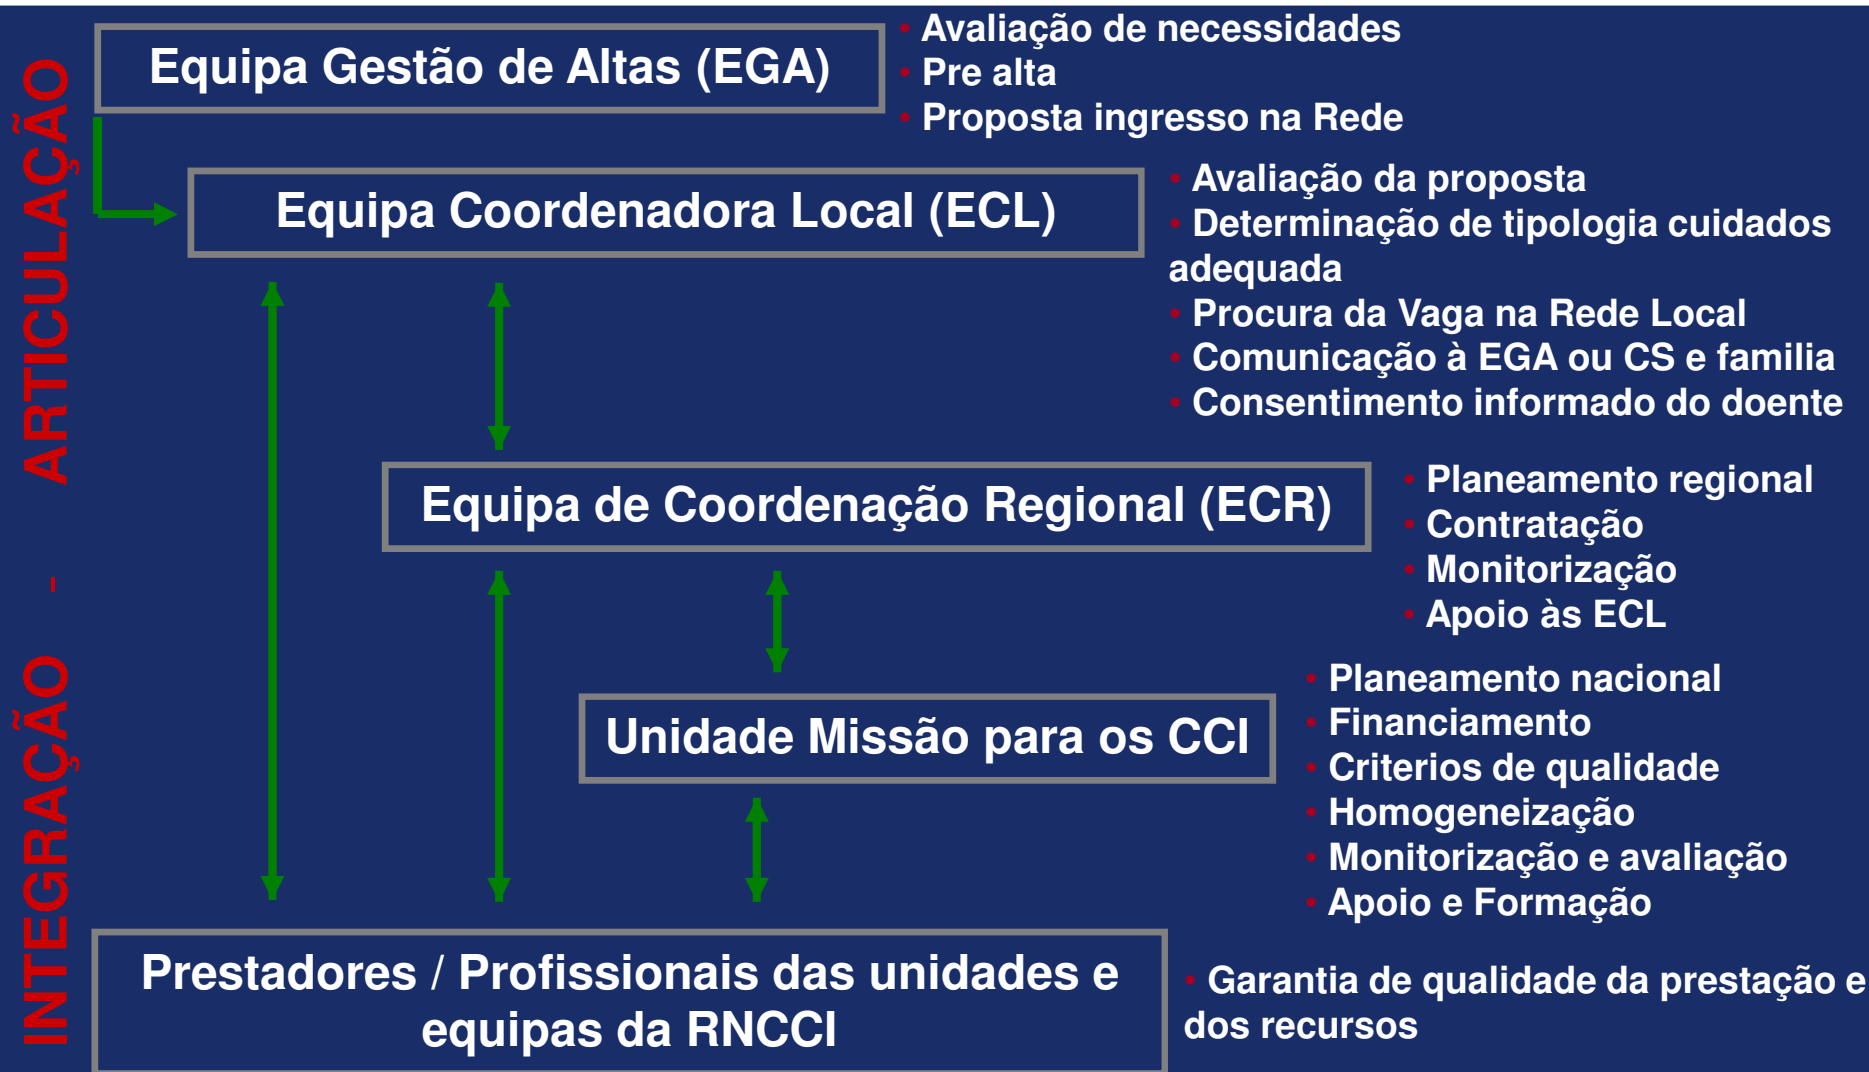 Equipa Gestão de Altas (EGA)
• Avaliação de necessidades
• Pre alta
• Proposta ingresso na Rede
Equipa Coordenadora Local (ECL)
• Avaliação da proposta
• Determinação de tipologia cuidados
adequada
• Procura da Vaga na Rede Local
• Comunicação à EGA ou CS e familia
• Consentimento informado do doente
Equipa de Coordenação Regional (ECR)
• Planeamento regional
• Contratação
• Monitorização
• Apoio às ECL
Unidade Missão para os CCI
• Planeamento nacional
• Financiamento
• Criterios de qualidade
• Homogeneização
• Monitorização e avaliação
• Apoio e Formação
Prestadores / Profissionais das unidades e
equipas da RNCCI
• Garantia de qualidade da prestação e
dos recursos
INTEGRAÇÃO - ARTICULAÇÃO